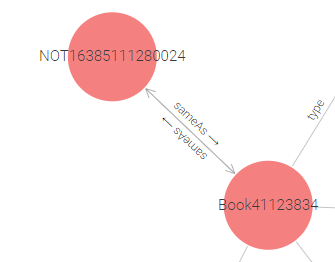 NOT16385111280024
sameAs →
sameAs →
type
Book41123834